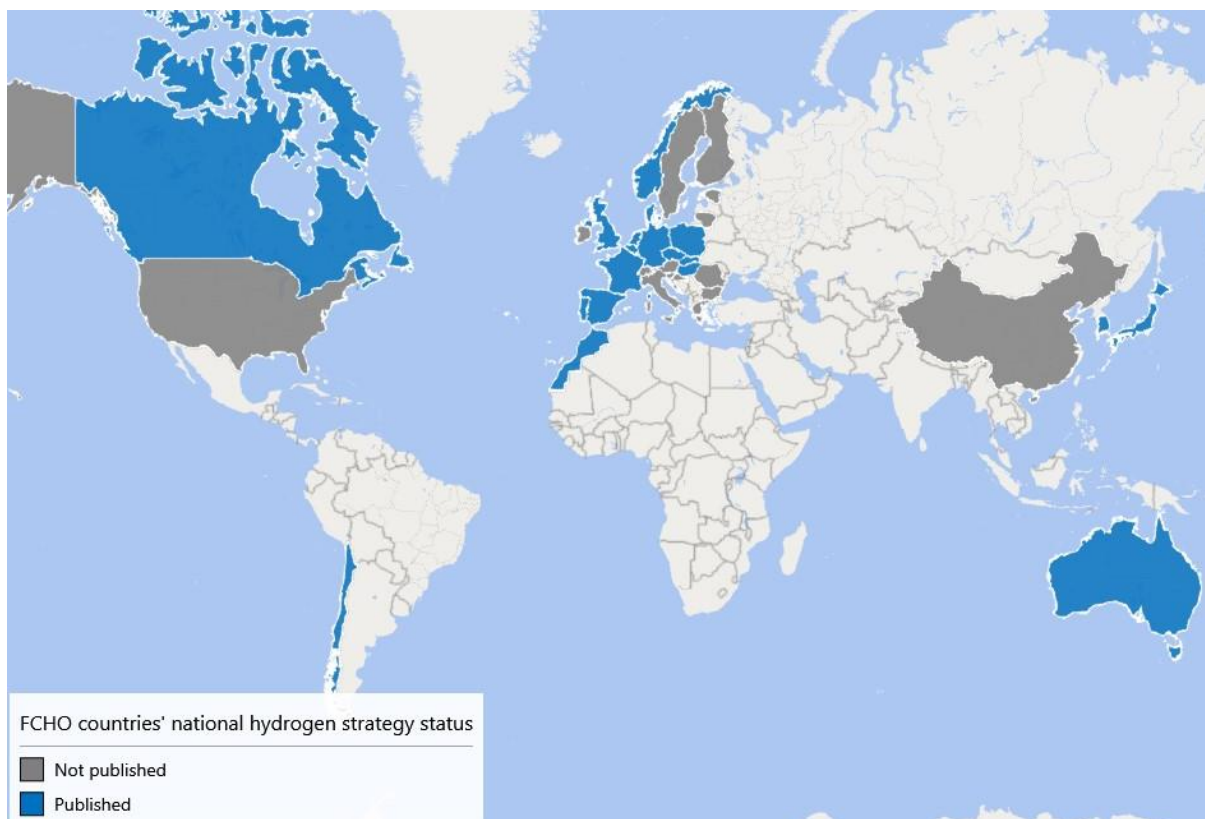 FCHO countries' national hydrogen strategy status
Not published
Published